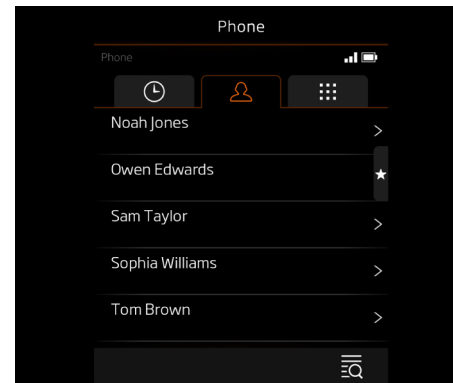 Phone
Phone
Noah Jones
Owen Edwards
Sam Taylor
Sophia Williams
Tom Brown